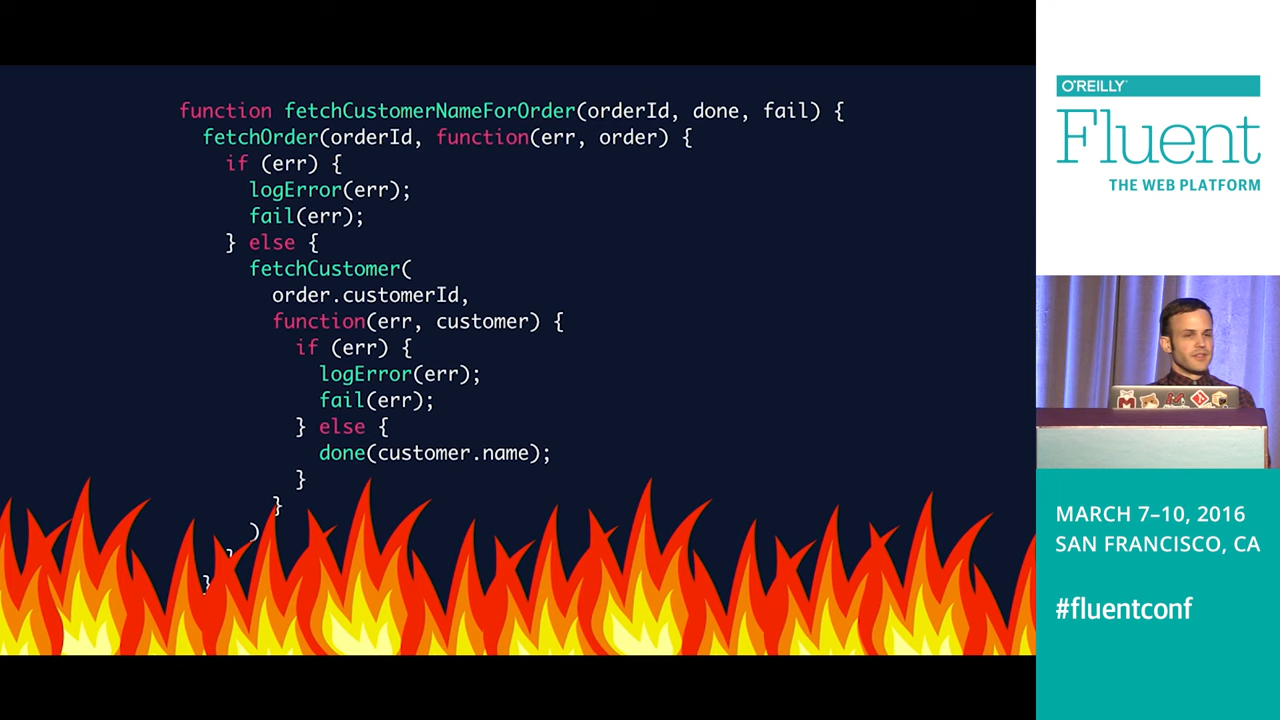 function fetchCustomerNameForOrder(orderId, done, fail) {
fetchOrder(orderId, function(err, order) {
if (err) {
logError(err);
fail(err);
} else {
fetchCustomer(
order.customerId,
function(err, customer) {
if (err) {
logError(err);
fail(err);
} else {
done(customer.name);
}
}
)
}
O'REILLY
Fluent
THE WEB PLATFORM
MARCH 7–10, 2016
SAN FRANCISCO, CA
#fluentconf